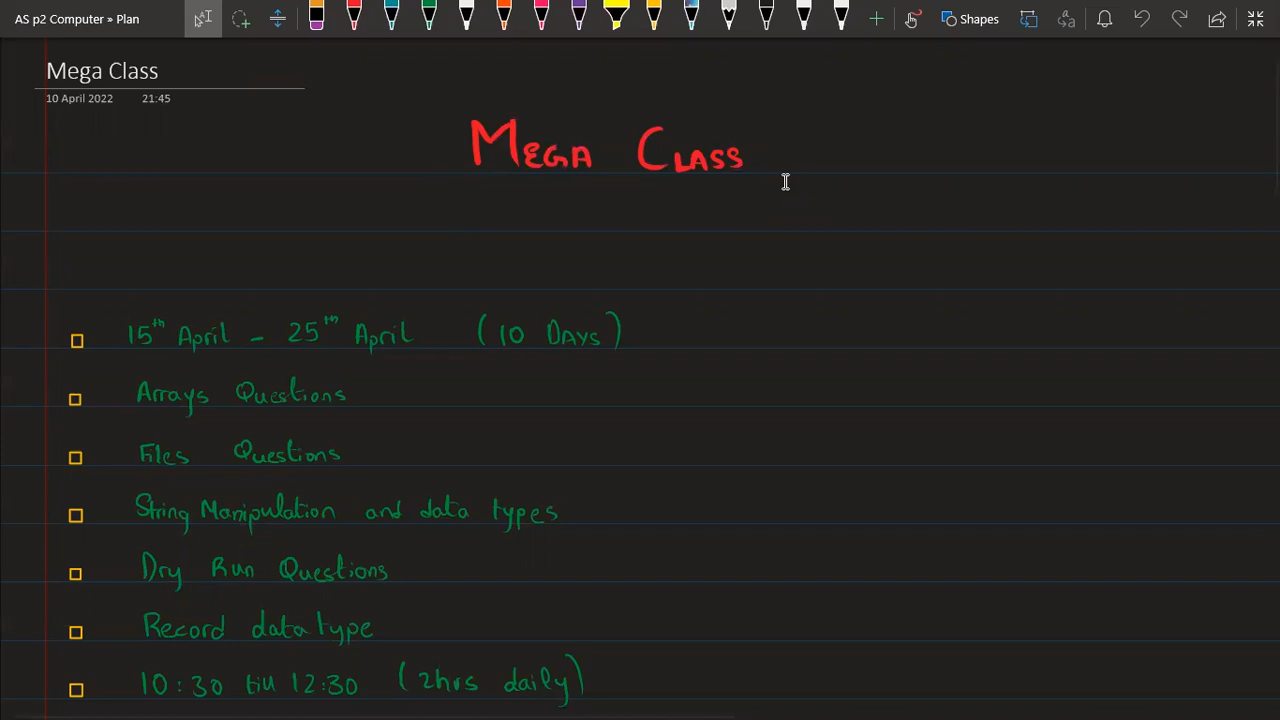 AS p2 Computer » Plan
Shapes
Mega Class
10 April 2022 21:45
MEGA CLASS
15th April - 25th April (10 DAYS)
Arrays Questions
Files Questions
String Manipulation and data types
Dry Run Questions
Record data type
10:30 till 12:30 (2hrs daily)